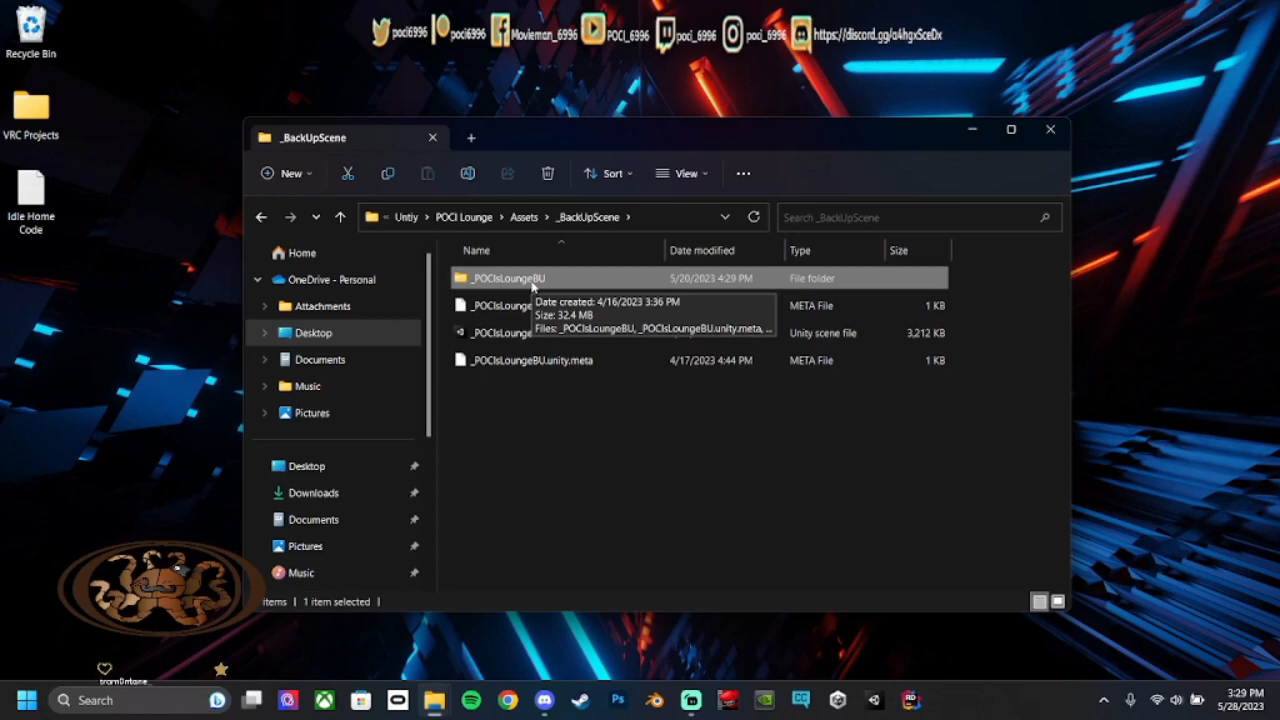 poci6996 poci6996 Movieman_6996 POCI_6996 poci_6996 poci_6996 https://discord.gg/a4hgxSceDx
Recycle Bin
VRC Projects
Idle Home
Code
_BackUpScene
New Sort View
« Untiy > POCI Lounge > Assets > _BackUpScene >
Search _BackUpScene
Home
OneDrive - Personal
Attachments
Desktop
Documents
Music
Pictures
Desktop
Downloads
Documents
Pictures
Music
Name Date modified Type Size
_POCIsLoungeBU 5/20/2023 4:29 PM File folder
_POCIsLounge META File 1 KB
_POCIsLounge Unity scene file 3,212 KB
_POCIsLoungeBU.unity.meta 4/17/2023 4:44 PM META File 1 KB
Date created: 4/16/2023 3:36 PM
Size: 32.4 MB
Files: _POCIsLoungeBU, _POCIsLoungeBU.unity.meta, ...
items | 1 item selected |
Search
3:29 PM
5/28/2023